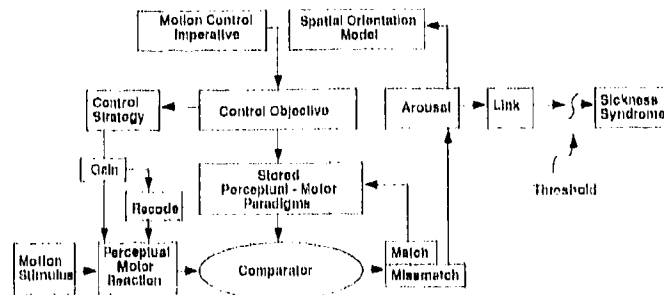 Motion Control
Imperative
Spatial Orientation
Model
Control
Strategy
Control Objective
Arousal
Link
Sickness
Syndrome
Gain
Stored
Perceptual - Motor
Paradigms
Threshold
Recode
Motion
Stimulus
Perceptual
Motor
Reaction
Comparator
Match
Mismatch